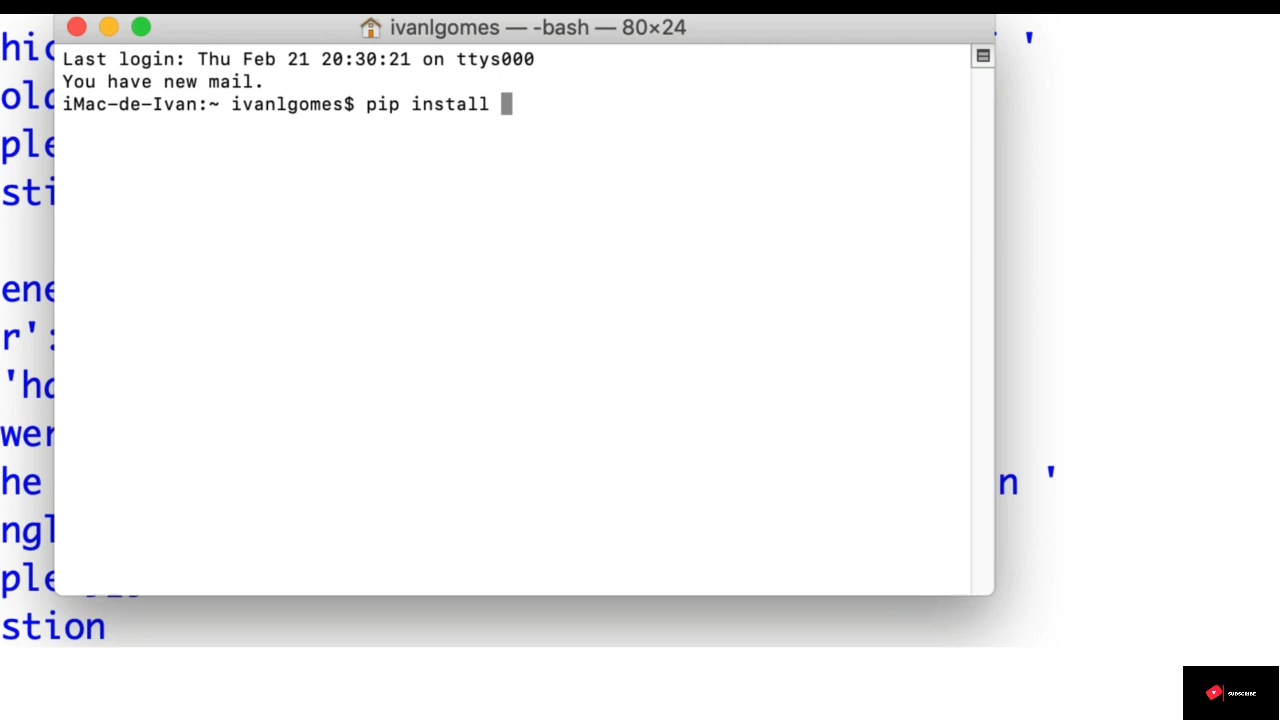 ivanlgomes — -bash — 80×24
Last login: Thu Feb 21 20:30:21 on ttys000
You have new mail.
iMac-de-Ivan:~ ivanlgomes$ pip install
hic '
old
ple
sti
ene
r':
'ho
wer
he n '
ngl
ple
stion
SUBSCRIBE